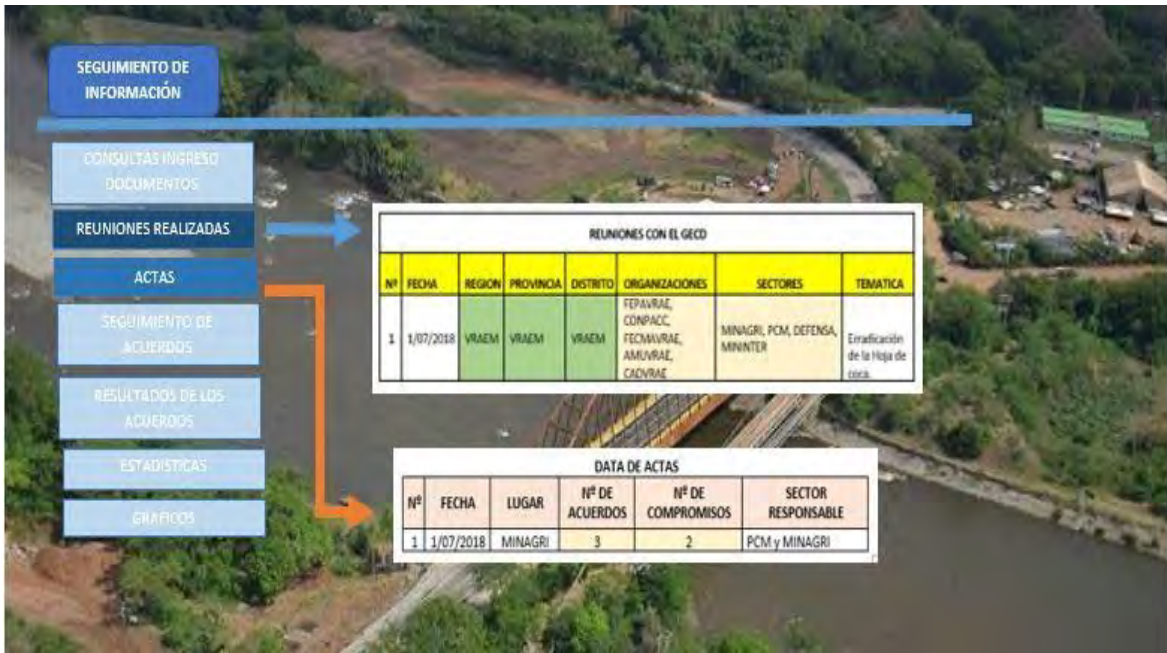 SEGUIMIENTO DE
INFORMACIÓN
CONSULTAS INGRESO
DOCUMENTOS
REUNIONES REALIZADAS
ACTAS
SEGUIMIENTO DE
ACUERDOS
RESULTADOS DE LOS
ACUERDOS
ESTADISTICAS
GRAFICOS
REUNIONES CON EL GECD
Nº FECHA REGION PROVINCIA DISTRITO ORGANIZACIONES SECTORES TEMATICA
1 1/07/2018 VRAEM VRAEM VRAEM
FEPAVRAE,
CONPACC,
FECMAVRAE,
AMUVRAE,
CADVRAE
MINAGRI, PCM, DEFENSA,
MININTER
Erradicación
de la Hoja de
coca.
DATA DE ACTAS
Nº FECHA LUGAR Nº DE ACUERDOS Nº DE COMPROMISOS SECTOR RESPONSABLE
1 1/07/2018 MINAGRI 3 2 PCM y MINAGRI